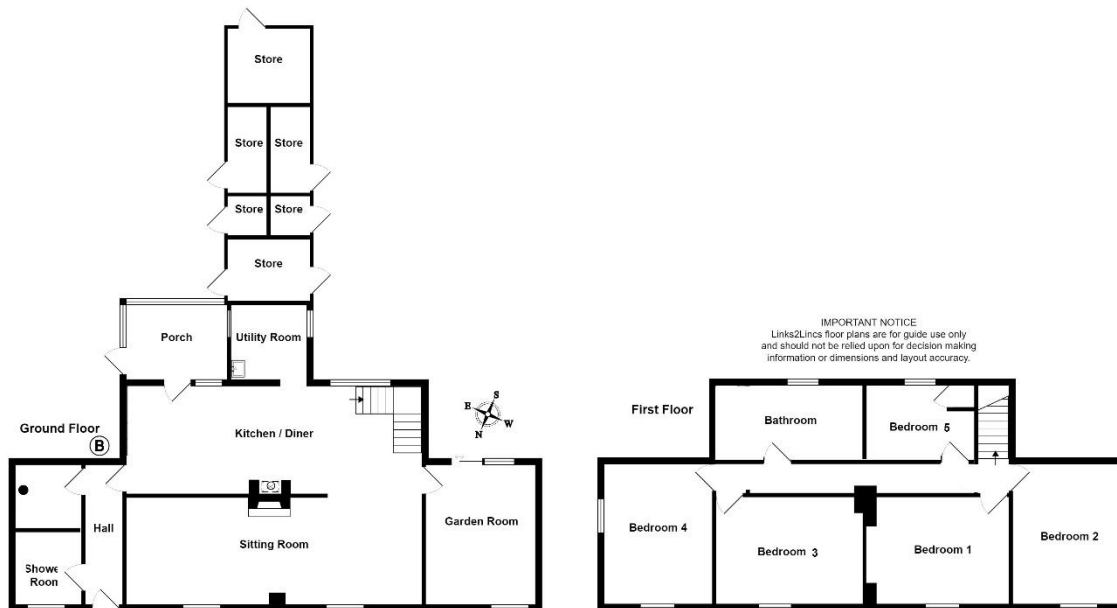 Store
Store
Store
Store
Store
Store
Porch
Utility Room
Ground Floor
B
Kitchen / Diner
S
E
W
N
Hall
Sitting Room
Garden Room
Showe
Room
IMPORTANT NOTICE
Links2Lincs floor plans are for guide use only
and should not be relied upon for decision making
information or dimensions and layout accuracy.
First Floor
Bathroom
Bedroom 5
Bedroom 4
Bedroom 3
Bedroom 1
Bedroom 2